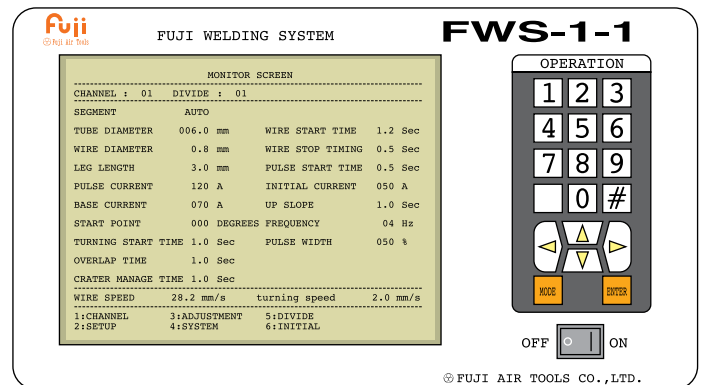 Fuji
Fuji Air Tools
FUJI WELDING SYSTEM
FWS-1-1
MONITOR SCREEN
CHANNEL : 01 DIVIDE : 01
SEGMENT AUTO
TUBE DIAMETER 006.0 mm WIRE START TIME 1.2 Sec
WIRE DIAMETER 0.8 mm WIRE STOP TIMING 0.5 Sec
LEG LENGTH 3.0 mm PULSE START TIME 0.5 Sec
PULSE CURRENT 120 A INITIAL CURRENT 050 A
BASE CURRENT 070 A UP SLOPE 1.0 Sec
START POINT 000 DEGREES FREQUENCY 04 Hz
TURNING START TIME 1.0 Sec PULSE WIDTH 050 %
OVERLAP TIME 1.0 Sec
CRATER MANAGE TIME 1.0 Sec
WIRE SPEED 28.2 mm/s turning speed 2.0 mm/s
1:CHANNEL 3:ADJUSTMENT 5:DIVIDE
2:SETUP 4:SYSTEM 6:INITIAL
OPERATION
1 2 3
4 5 6
7 8 9
0 #
MODE ENTER
OFF ON
FUJI AIR TOOLS CO.,LTD.